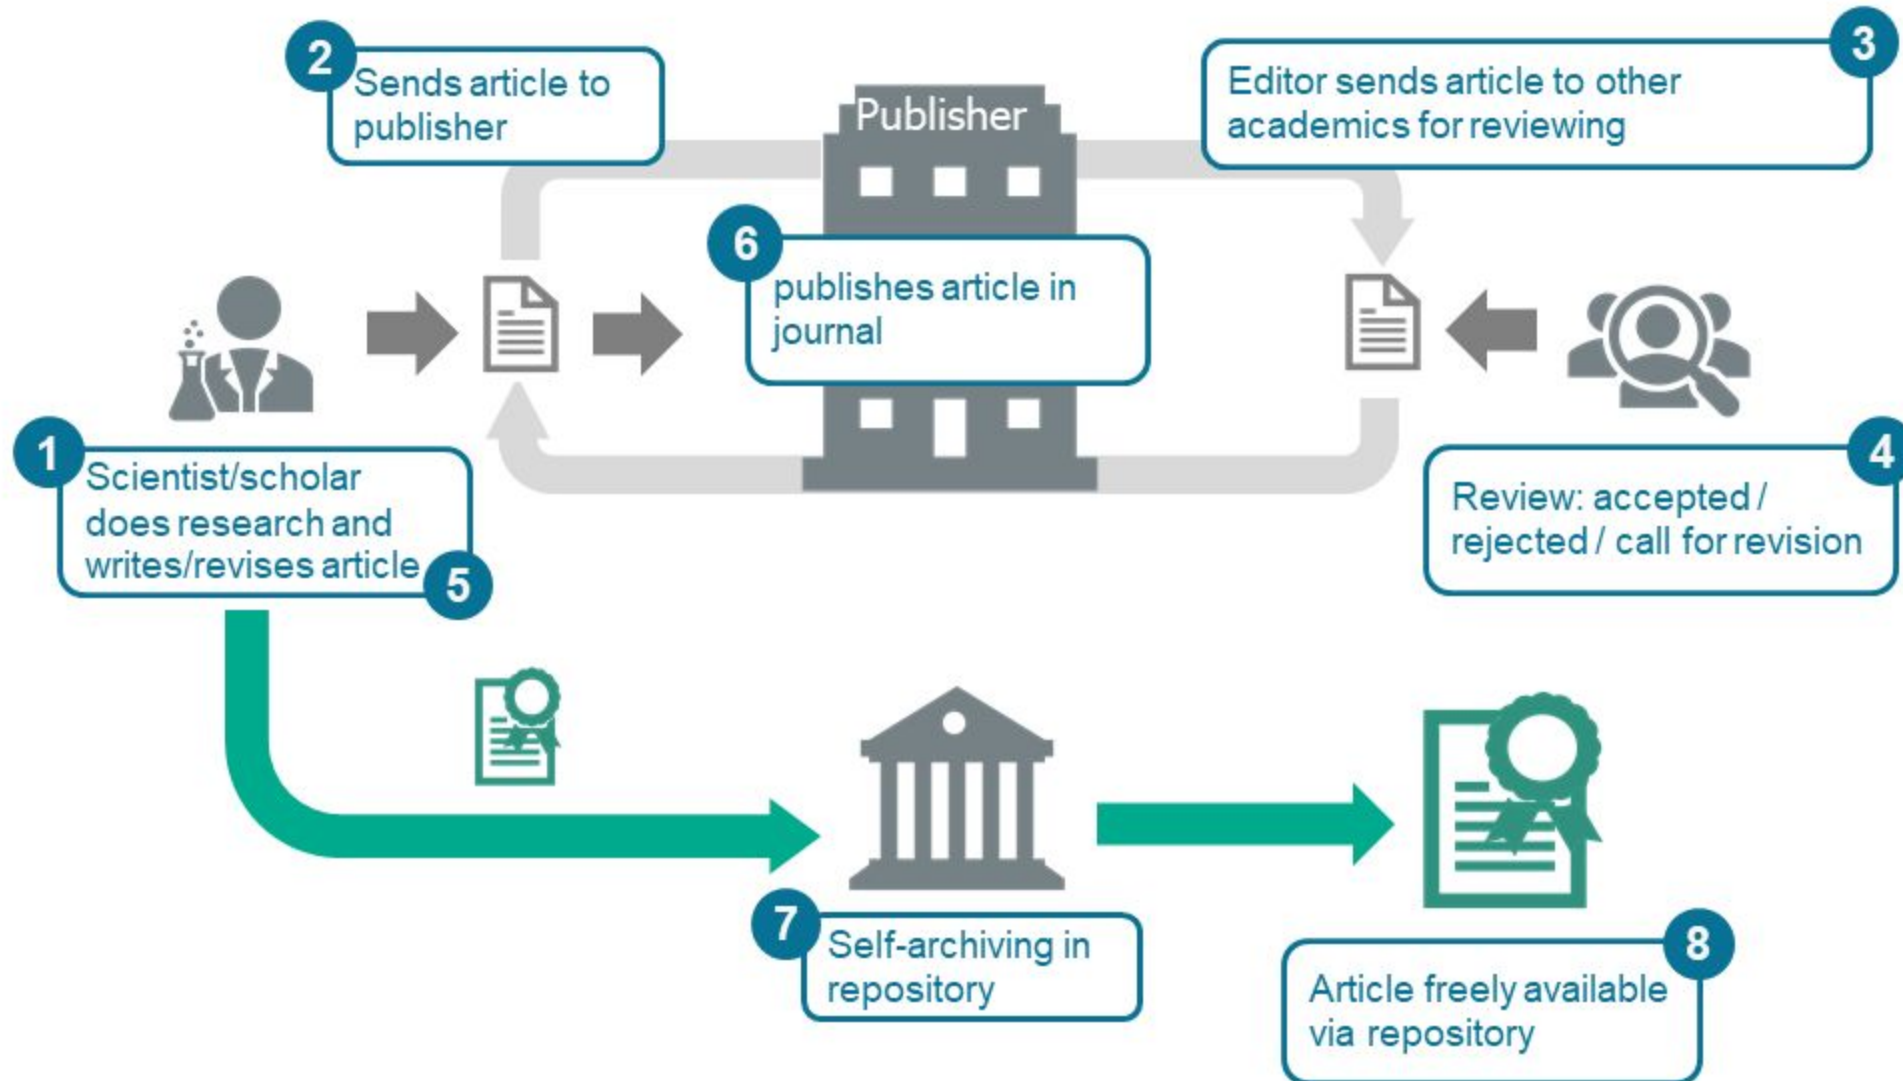 2
Sends article to
publisher
Publisher
3
Editor sends article to other
academics for reviewing
6
publishes article in
journal
1
Scientist/scholar
does research and
writes/revises article
5
4
Review: accepted /
rejected / call for revision
7
Self-archiving in
repository
8
Article freely available
via repository